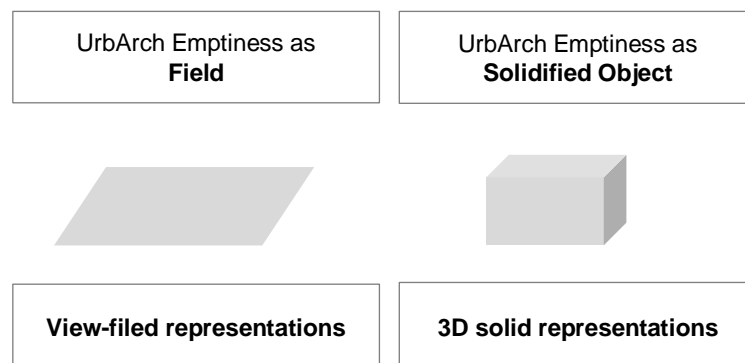 UrbArch Emptiness as
Field
UrbArch Emptiness as
Solidified Object
View-filed representations
3D solid representations